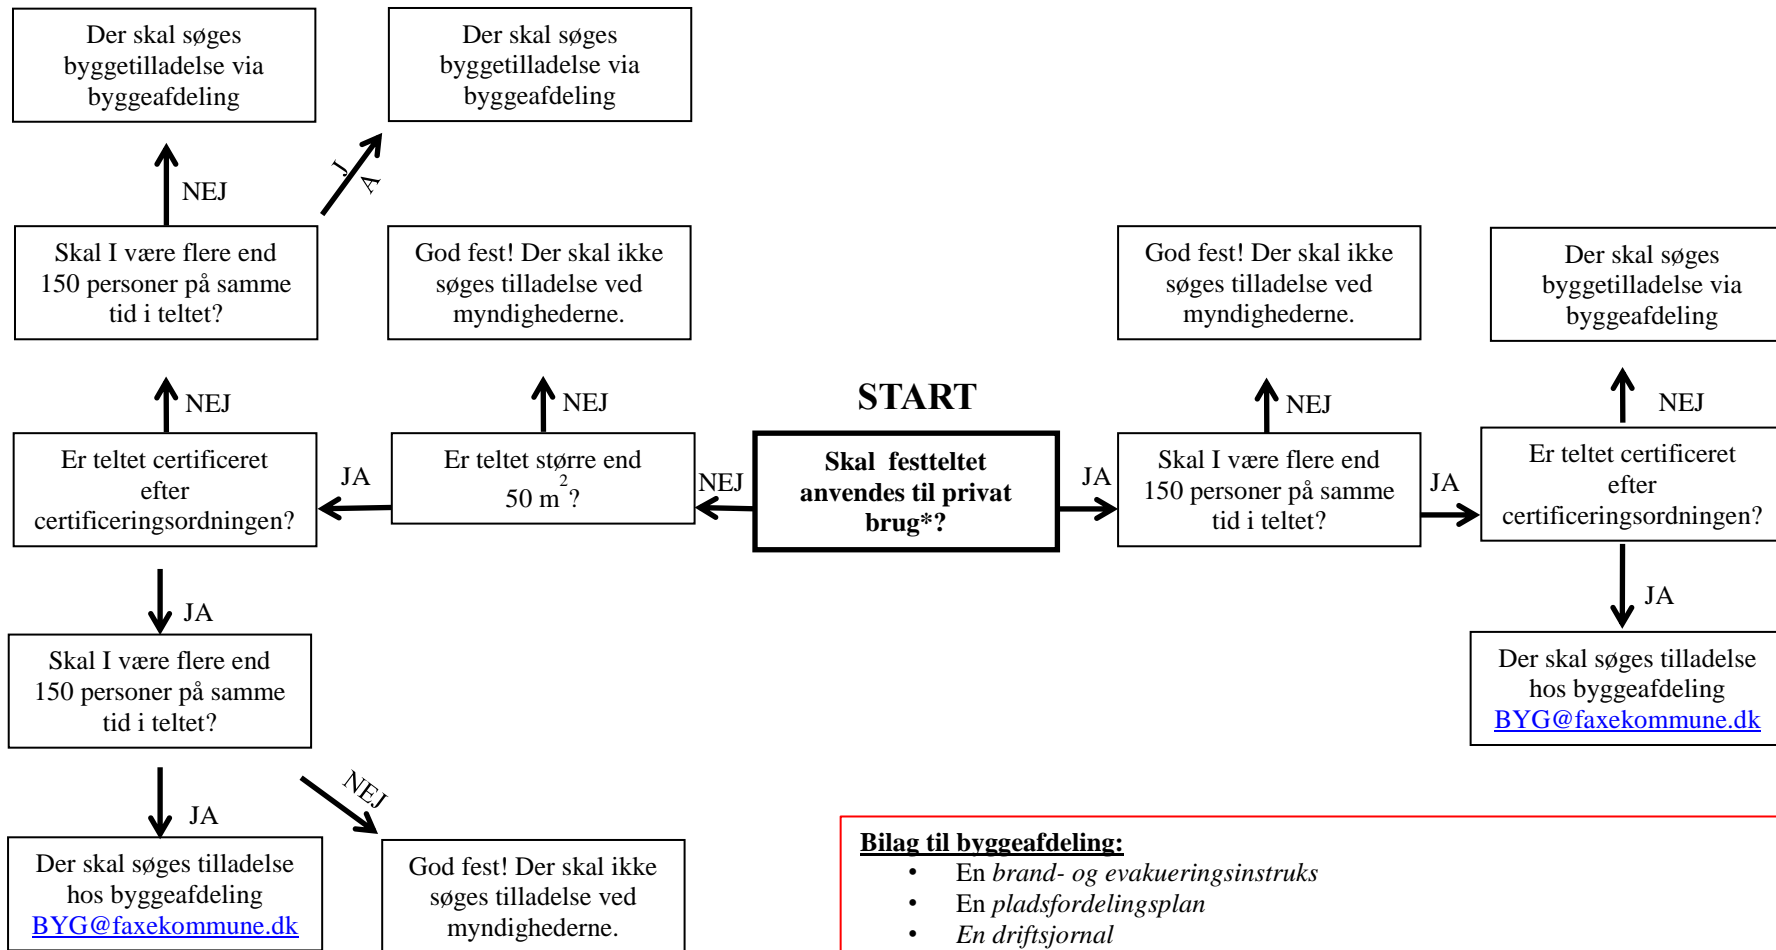 Der skal søges
byggetilladelse via
byggeafdeling
Der skal søges
byggetilladelse via
byggeafdeling
NEJ
JA
Skal I være flere end
150 personer på samme
tid i teltet?
God fest! Der skal ikke
søges tilladelse ved
myndighederne.
God fest! Der skal ikke
søges tilladelse ved
myndighederne.
Der skal søges
byggetilladelse via
byggeafdeling
NEJ
NEJ
START
NEJ
NEJ
Er teltet certificeret
efter
certificeringsordningen?
JA
Er teltet større end
50 m²?
NEJ
Skal festteltet
anvendes til privat
brug*?
JA
Skal I være flere end
150 personer på samme
tid i teltet?
JA
Er teltet certificeret
efter
certificeringsordningen?
JA
JA
Skal I være flere end
150 personer på samme
tid i teltet?
Der skal søges tilladelse
hos byggeafdeling
BYG@faxekommune.dk
JA
NEJ
Der skal søges tilladelse
hos byggeafdeling
BYG@faxekommune.dk
God fest! Der skal ikke
søges tilladelse ved
myndighederne.
Bilag til byggeafdeling:
• En brand- og evakueringsinstruks
• En pladsfordelingsplan
• En driftsjornal